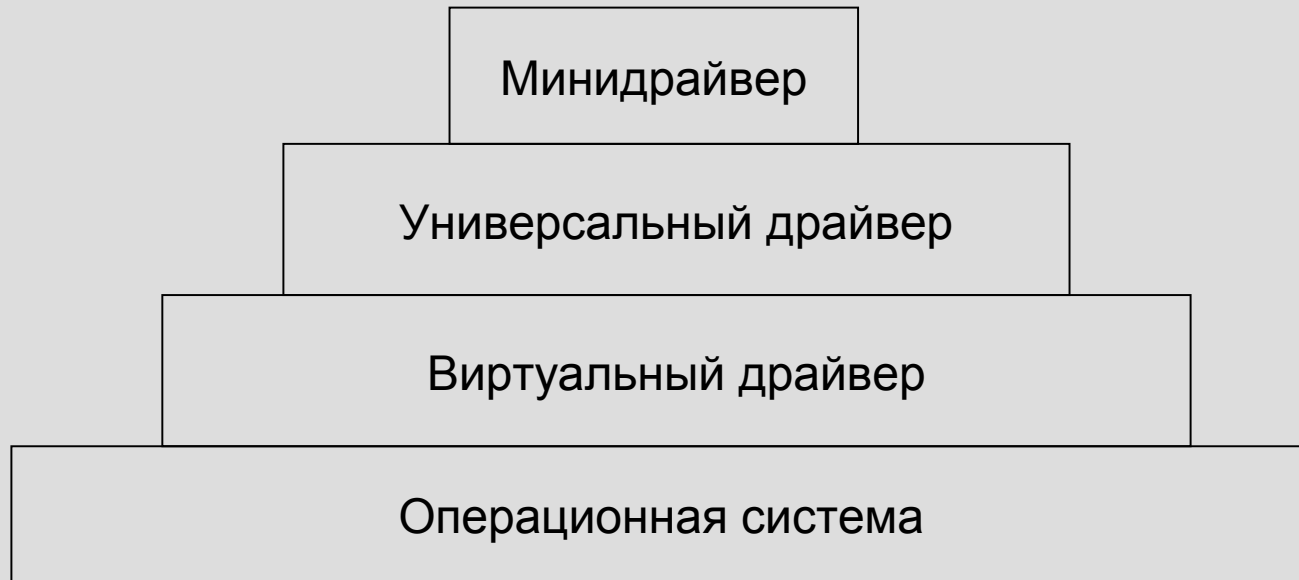 Минидрайвер
Универсальный драйвер
Виртуальный драйвер
Операционная система